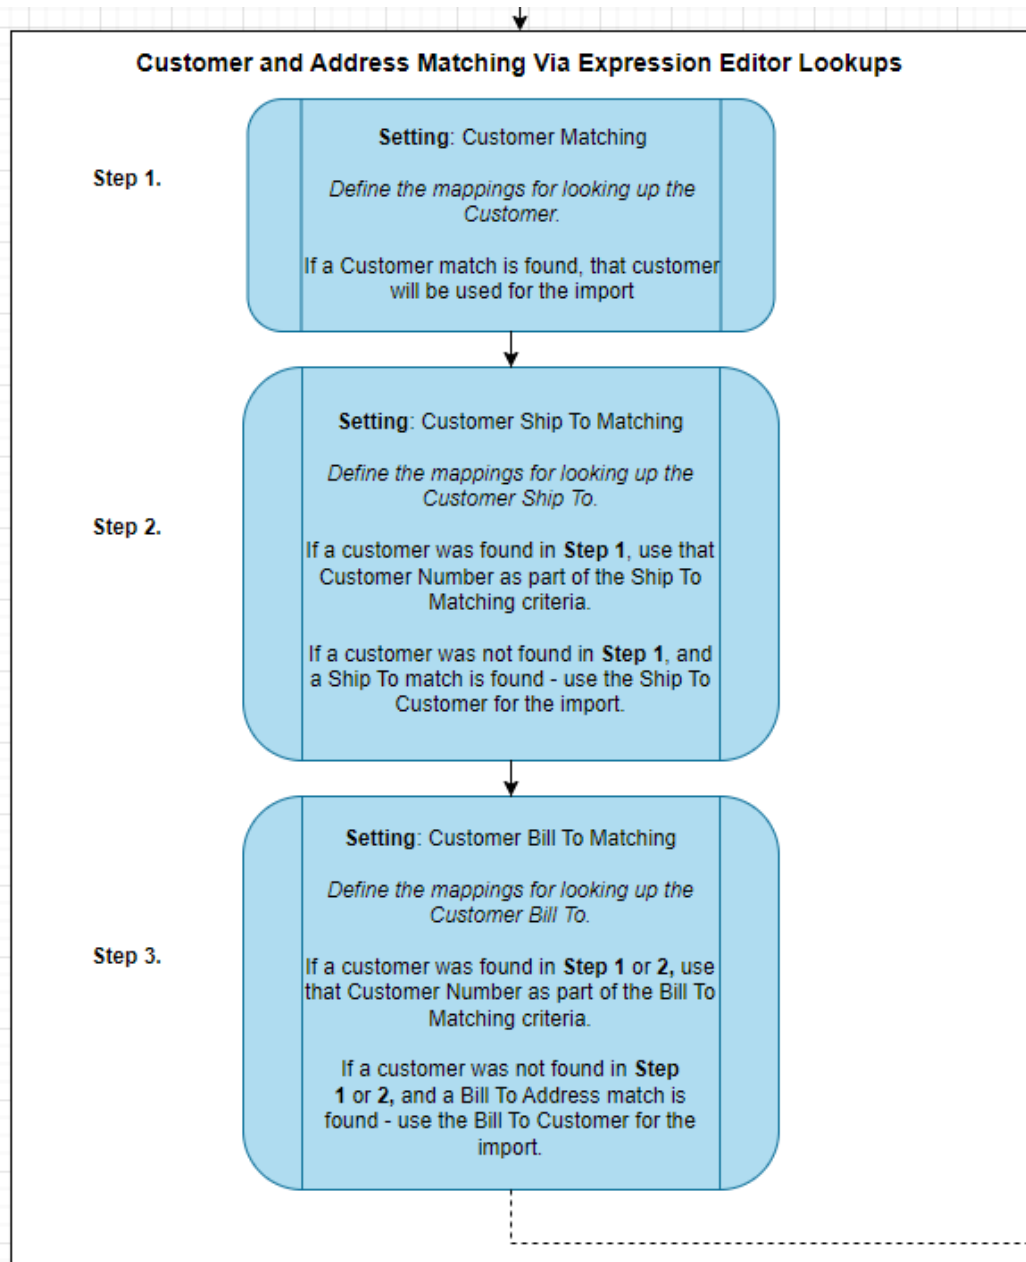 Customer and Address Matching Via Expression Editor Lookups
Step 1.
Setting: Customer Matching
Define the mappings for looking up the
Customer.
If a Customer match is found, that customer
will be used for the import
Step 2.
Setting: Customer Ship To Matching
Define the mappings for looking up the
Customer Ship To.
If a customer was found in Step 1, use that
Customer Number as part of the Ship To
Matching criteria.
If a customer was not found in Step 1, and
a Ship To match is found - use the Ship To
Customer for the import.
Step 3.
Setting: Customer Bill To Matching
Define the mappings for looking up the
Customer Bill To.
If a customer was found in Step 1 or 2, use
that Customer Number as part of the Bill To
Matching criteria.
If a customer was not found in Step
1 or 2, and a Bill To Address match is
found - use the Bill To Customer for the
import.